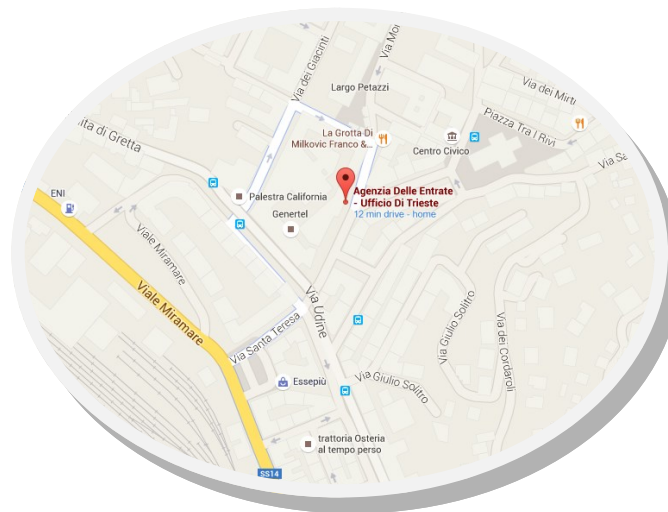 Via dei Giacinti
Via Mo
Largo Petazzi
Via dei Mirti
Piazza Tra I Rivi
ita di Gretta
La Grotta Di
Milkovic Franco &...
Centro Civico
Via Sa
ENI
Palestra California
Genertel
Agenzia Delle Entrate
- Ufficio Di Trieste
12 min drive - home
Viale Miramare
Viale Miramare
Via Udine
Via Santa Teresa
Via Giulio Solitro
Via dei Cordaroli
Via Giulio Solitro
Essepiù
trattoria Osteria
al tempo perso
SS14